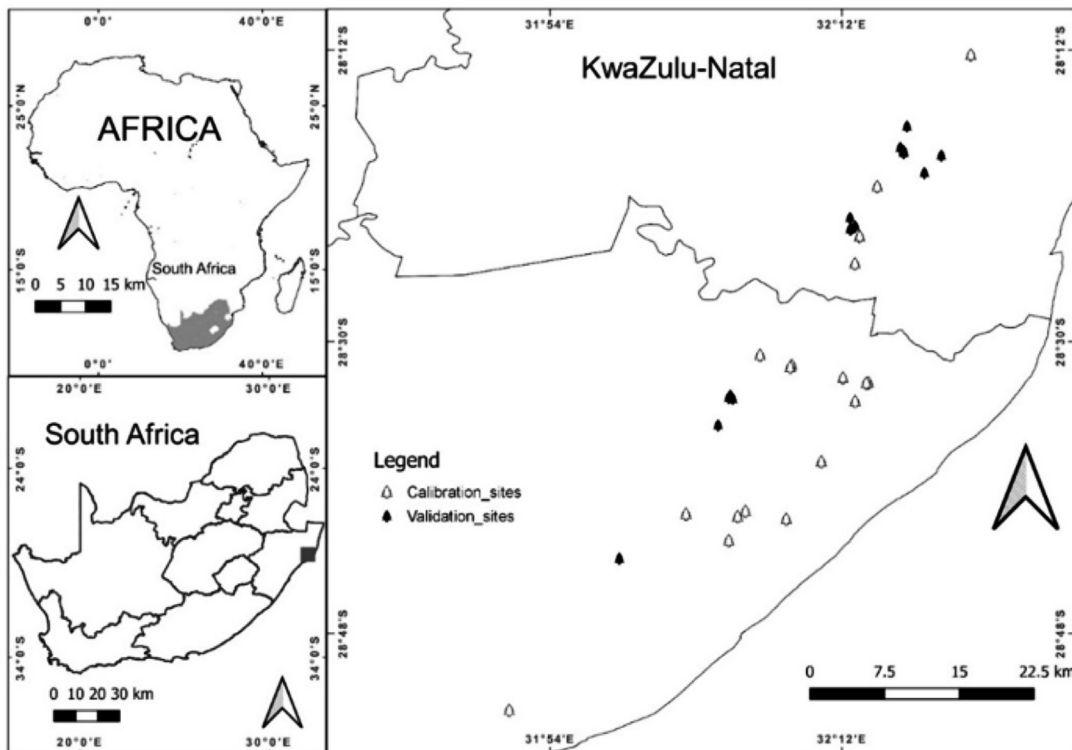 0°0'
40°0'E
25°0'N
25°0'N
AFRICA
South Africa
15°0'S
15°0'S
0 5 10 15 km
0°0'
40°0'E
20°0'E
30°0'E
South Africa
24°0'S
24°0'S
34°0'S
34°0'S
0 10 20 30 km
20°0'E
30°0'E
31°54'E
32°12'E
28°12'S
28°12'S
KwaZulu-Natal
28°30'S
28°30'S
Legend
Calibration_sites
Validation_sites
28°48'S
28°48'S
0 7.5 15 22.5 km
31°54'E
32°12'E